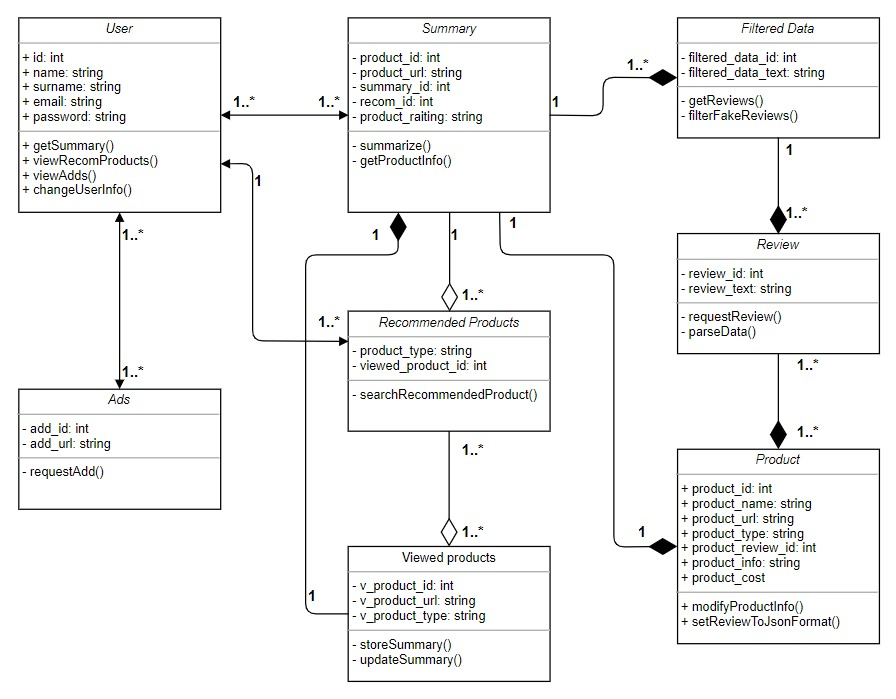 User
+ id: int
+ name: string
+ surname: string
+ email: string
+ password: string
+ getSummary()
+ viewRecomProducts()
+ viewAdds()
+ changeUserInfo()
1..*
1..*
Summary
- product_id: int
- product_url: string
- summary_id: int
- recom_id: int
- product_raiting: string
- summarize()
- getProductInfo()
1
1..*
Filtered Data
- filtered_data_id: int
- filtered_data_text: string
- getReviews()
- filterFakeReviews()
1
1..*
1
1..*
1..*
1..*
1
1
1..*
1
1
Review
- review_id: int
- review_text: string
- requestReview()
- parseData()
1..*
1..*
Recommended Products
- product_type: string
- viewed_product_id: int
- searchRecommendedProduct()
1..*
1..*
Ads
- add_id: int
- add_url: string
- requestAdd()
Product
+ product_id: int
+ product_name: string
+ product_url: string
+ product_type: string
+ product_review_id: int
+ product_info: string
+ product_cost
+ modifyProductInfo()
+ setReviewToJsonFormat()
1
Viewed products
- v_product_id: int
- v_product_url: string
- v_product_type: string
- storeSummary()
- updateSummary()
1